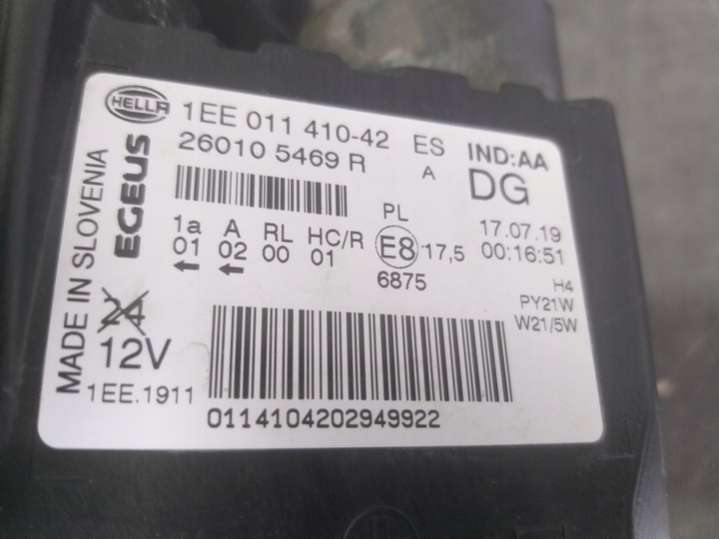 HELLA
1EE 011 410-42 ES IND:AA
26010 5469 R A DG
MADE IN SLOVENIA
EGEUS
1a A RL HC/R PL 17.07.19
01 02 00 01 E8 17,5 00:16:51
6875
H4
PY21W
W21/5W
12V
1EE.1911
01141042029​49922